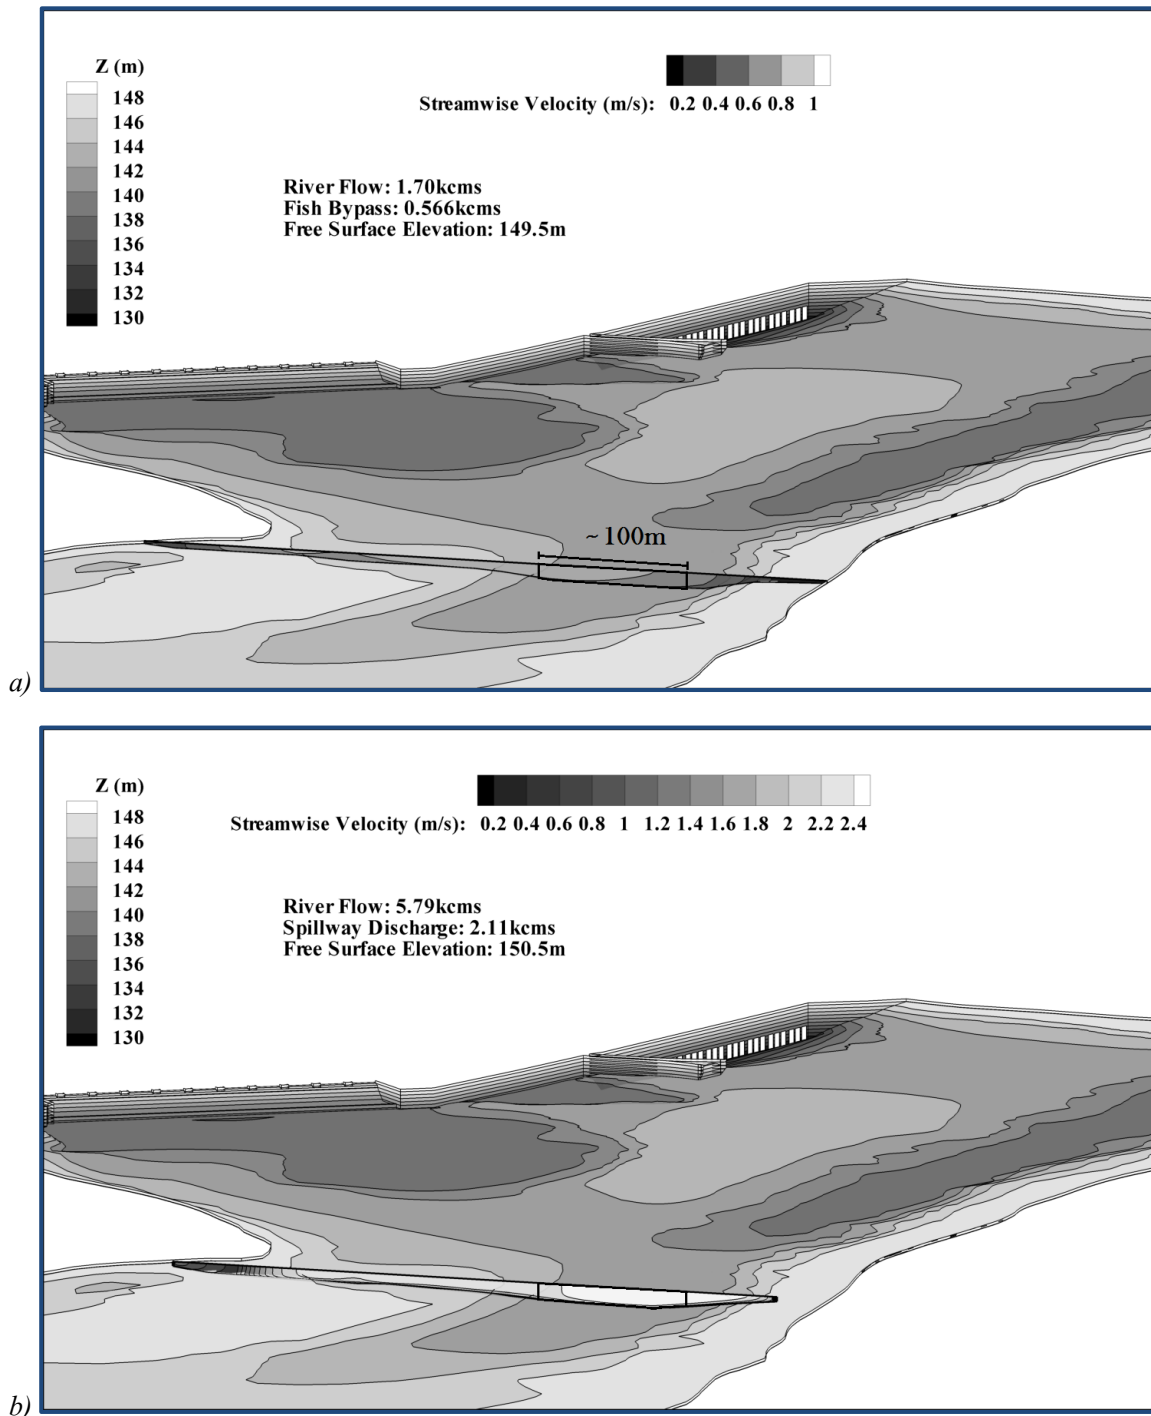 Z (m)
148
146
144
142
140
138
136
134
132
130
Streamwise Velocity (m/s): 0.2 0.4 0.6 0.8 1
River Flow: 1.70kcms
Fish Bypass: 0.566kcms
Free Surface Elevation: 149.5m
~100m
a)
Z (m)
148
146
144
142
140
138
136
134
132
130
Streamwise Velocity (m/s): 0.2 0.4 0.6 0.8 1 1.2 1.4 1.6 1.8 2 2.2 2.4
River Flow: 5.79kcms
Spillway Discharge: 2.11kcms
Free Surface Elevation: 150.5m
b)